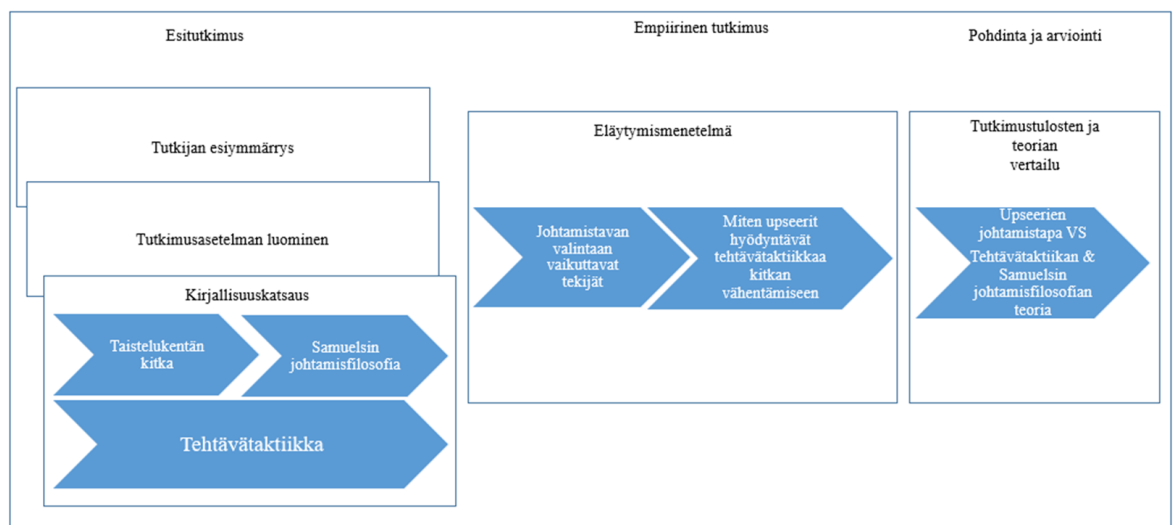 Esitutkimus
Tutkijan esiymmärrys
Tutkimusasetelman luominen
Kirjallisuuskatsaus
Taistelukentän
kitka
Samuelsin
johtamisfilosofia
Tehtävätaktiikka
Empiirinen tutkimus
Eläytymismenetelmä
Johtamistavan
valintaan
vaikuttavat
tekijät
Miten upseerit
hyödyntävät
tehtävätaktiikkaa
kitkan
vähentämiseen
Pohdinta ja arviointi
Tutkimustulosten ja
teorian
vertailu
Upseerien
johtamistapa VS
Tehtävätaktiikan &
Samuelsin
johtamisfilosofian
teoria